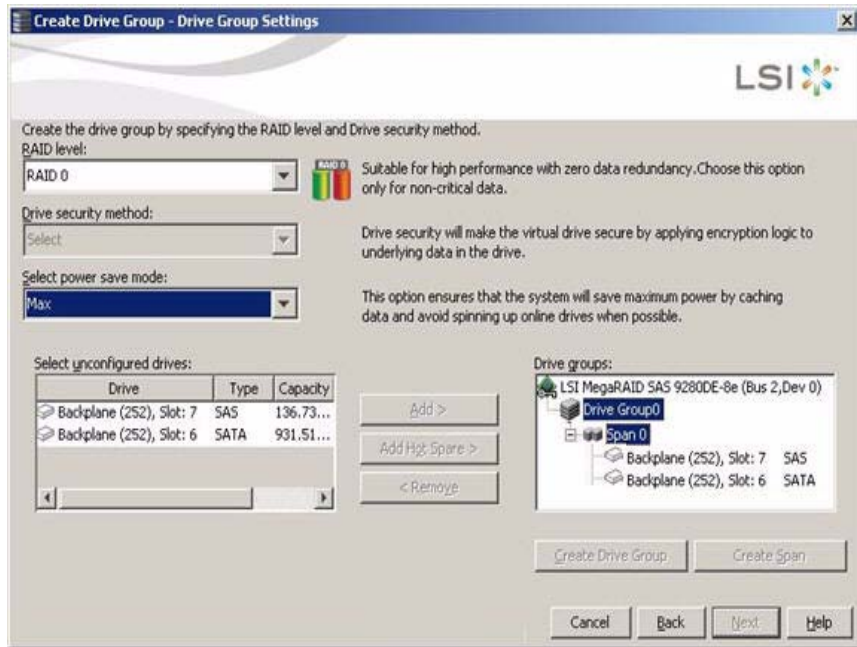 Create Drive Group - Drive Group Settings
LSI
Create the drive group by specifying the RAID level and Drive security method.
RAID level:
RAID 0
RAID 0
Suitable for high performance with zero data redundancy.Choose this option
only for non-critical data.
Drive security method:
Select
Drive security will make the virtual drive secure by applying encryption logic to
underlying data in the drive.
Select power save mode:
Max
This option ensures that the system will save maximum power by caching
data and avoid spinning up online drives when possible.
Select unconfigured drives:
Drive Type Capacity
Backplane (252), Slot: 7 SAS 136.73...
Backplane (252), Slot: 6 SATA 931.51...
Add >
Add Hot Spare >
< Remove
Drive groups:
LSI MegaRAID SAS 9280DE-8e (Bus 2,Dev 0)
Drive Group0
Span 0
Backplane (252), Slot: 7 SAS
Backplane (252), Slot: 6 SATA
Create Drive Group
Create Span
Cancel
Back
Next
Help